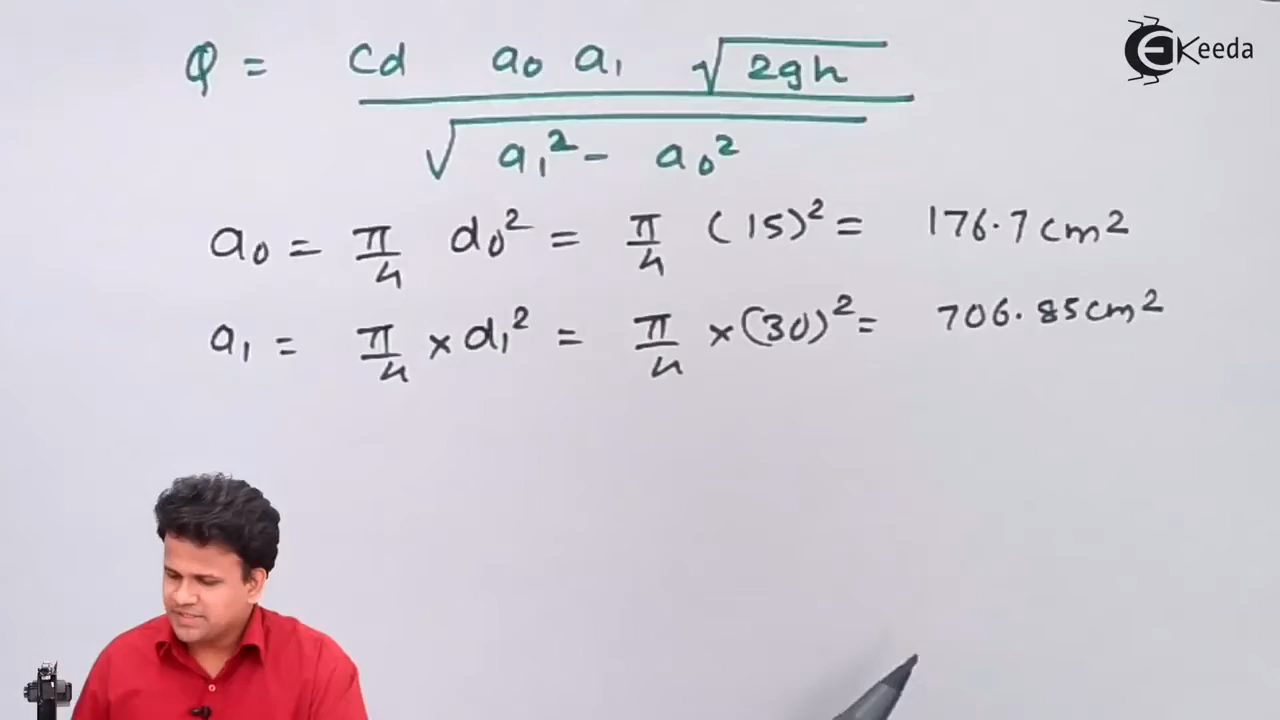 Q = Cd a₀ a₁ √2gh / √a₁² - a₀²
EKeeda
a₀ = π/4 d₀² = π/4 (15)² = 176.7 cm²
a₁ = π/4 × d₁² = π/4 × (30)² = 706.85 cm²